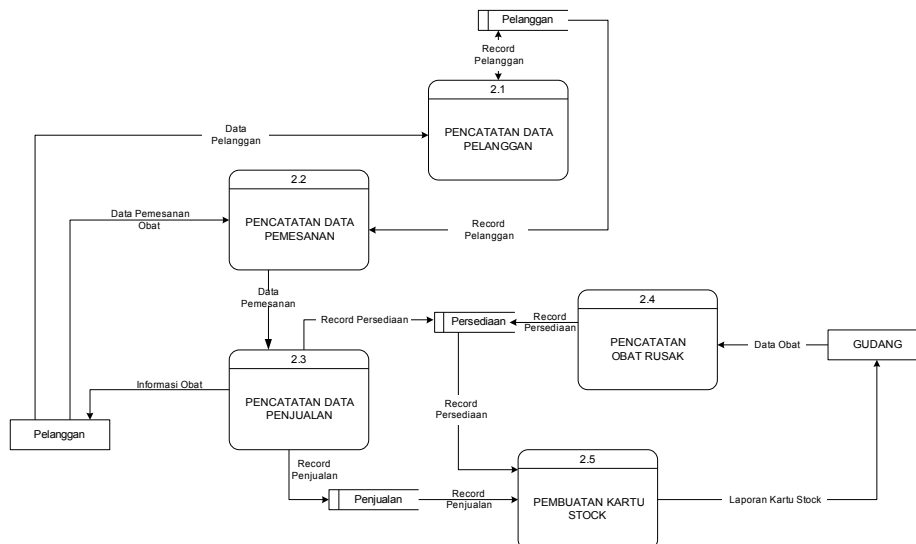 Pelanggan
Record
Pelanggan
2.1
PENCATATAN DATA
PELANGGAN
Data
Pelanggan
2.2
PENCATATAN DATA
PEMESANAN
Data Pemesanan
Obat
Record
Pelanggan
Data
Pemesanan
Record Persediaan
Persediaan
Record
Persediaan
2.4
PENCATATAN
OBAT RUSAK
Data Obat
GUDANG
2.3
PENCATATAN DATA
PENJUALAN
Informasi Obat
Pelanggan
Record
Persediaan
Record
Penjualan
Penjualan
Record
Penjualan
2.5
PEMBUATAN KARTU
STOCK
Laporan Kartu Stock